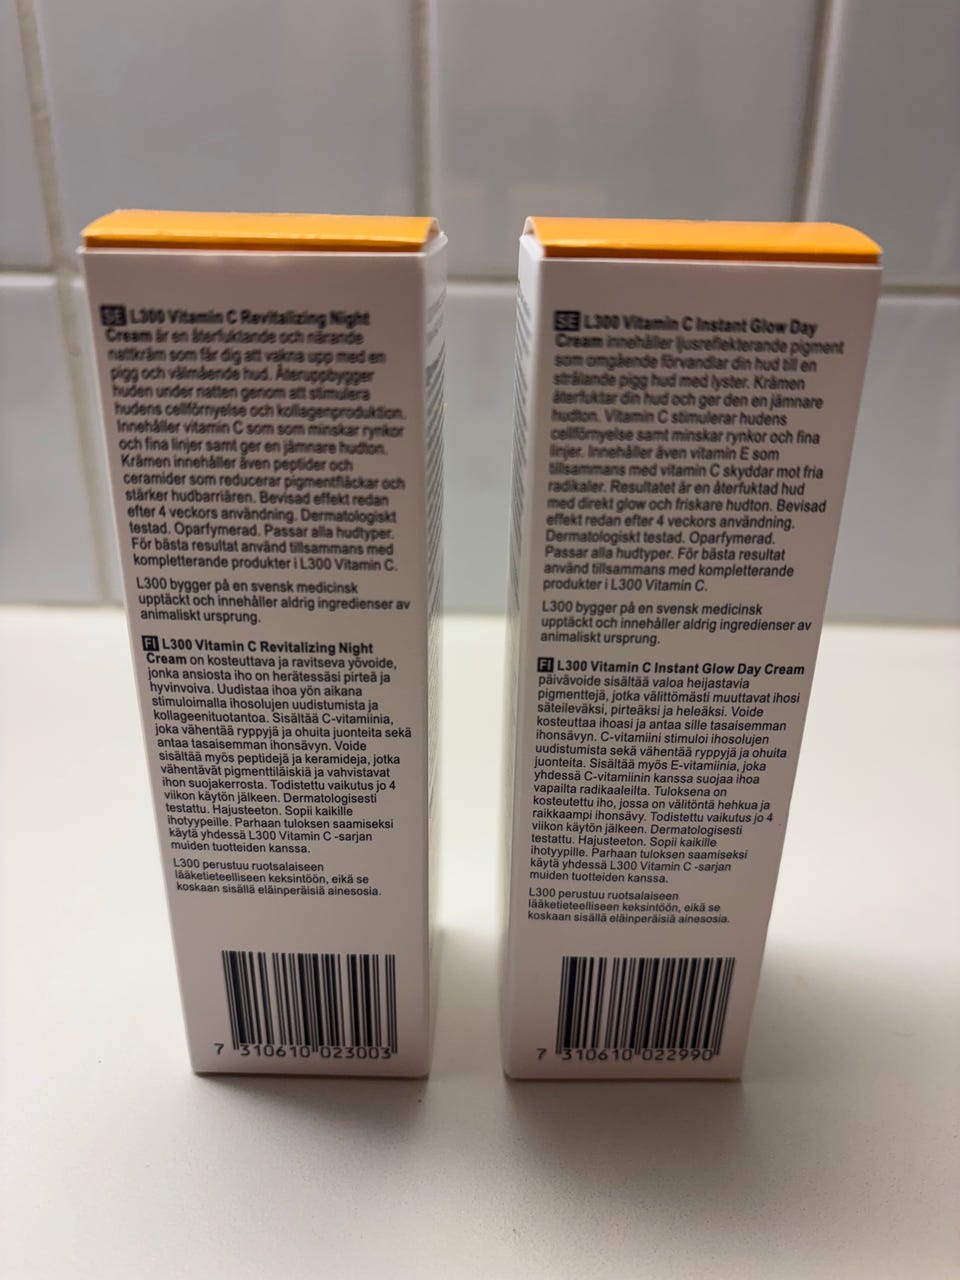 SE L300 Vitamin C Revitalizing Night
Cream är en återfuktande och närande
nattkräm som får dig att vakna upp med en
pigg och välmående hud. Återuppbygger
huden under natten genom att stimulera
hudens cellförnyelse och kollagenproduktion.
Innehåller vitamin C som som minskar rynkor
och fina linjer samt ger en jämnare hudton.
Krämen innehåller även peptider och
ceramider som reducerar pigmentfläckar och
stärker hudbarriären. Bevisad effekt redan
efter 4 veckors användning. Dermatologiskt
testad. Oparfymerad. Passar alla hudtyper.
För bästa resultat använd tillsammans med
kompletterande produkter i L300 Vitamin C.
L300 bygger på en svensk medicinsk
upptäckt och innehåller aldrig ingredienser av
animaliskt ursprung.
FI L300 Vitamin C Revitalizing Night
Cream on kosteuttava ja ravitseva yövoide,
jonka ansiosta iho on herätessäsi pirteä ja
hyvinvoiva. Uudistaa ihoa yön aikana
stimuloimalla ihosolujen uudistumista ja
kollageenituotantoa. Sisältää C-vitamiinia,
joka vähentää ryppyjä ja ohuita juonteita sekä
antaa tasaisemman ihonsävyn. Voide
sisältää myös peptidejä ja keramideja, jotka
vähentävät pigmenttiläiskiä ja vahvistavat
ihon suojakerrosta. Todistettu vaikutus jo 4
viikon käytön jälkeen. Dermatologisesti
testattu. Hajusteeton. Sopii kaikille
ihotyypeille. Parhaan tuloksen saamiseksi
käytä yhdessä L300 Vitamin C -sarjan
muiden tuotteiden kanssa.
L300 perustuu ruotsalaiseen
lääketieteelliseen keksintöön, eikä se
koskaan sisällä eläinperäisiä ainesosia.
7 310610 023003
SE L300 Vitamin C Instant Glow Day
Cream innehåller ljusreflekterande pigment
som omgående förvandlar din hud till en
strålande pigg hud med lyster. Krämen
återfuktar din hud och ger den en jämnare
hudton. Vitamin C stimulerar hudens
cellförnyelse samt minskar rynkor och fina
linjer. Innehåller även vitamin E som
tillsammans med vitamin C skyddar mot fria
radikaler. Resultatet är en återfuktad hud
med direkt glow och friskare hudton. Bevisad
effekt redan efter 4 veckors användning.
Dermatologiskt testad. Oparfymerad.
Passar alla hudtyper. För bästa resultat
använd tillsammans med kompletterande
produkter i L300 Vitamin C.
L300 bygger på en svensk medicinsk
upptäckt och innehåller aldrig ingredienser av
animaliskt ursprung.
FI L300 Vitamin C Instant Glow Day Cream
päivävoide sisältää valoa heijastavia
pigmenttejä, jotka välittömästi muuttavat ihosi
säteileväksi, pirteäksi ja heleäksi. Voide
kosteuttaa ihoasi ja antaa sille tasaisemman
ihonsävyn. C-vitamiini stimuloi ihosolujen
uudistumista sekä vähentää ryppyjä ja ohuita
juonteita. Sisältää myös E-vitamiinia, joka
yhdessä C-vitamiinin kanssa suojaa ihoa
vapailta radikaaleilta. Tuloksena on
kosteutettu iho, jossa on välitöntä hehkua ja
raikkaampi ihonsävy. Todistettu vaikutus jo 4
viikon käytön jälkeen. Dermatologisesti
testattu. Hajusteeton. Sopii kaikille
ihotyypille. Parhaan tuloksen saamiseksi
käytä yhdessä L300 Vitamin C -sarjan
muiden tuotteiden kanssa.
L300 perustuu ruotsalaiseen
lääketieteelliseen keksintöön, eikä se
koskaan sisällä eläinperäisiä ainesosia.
7 310610 022990